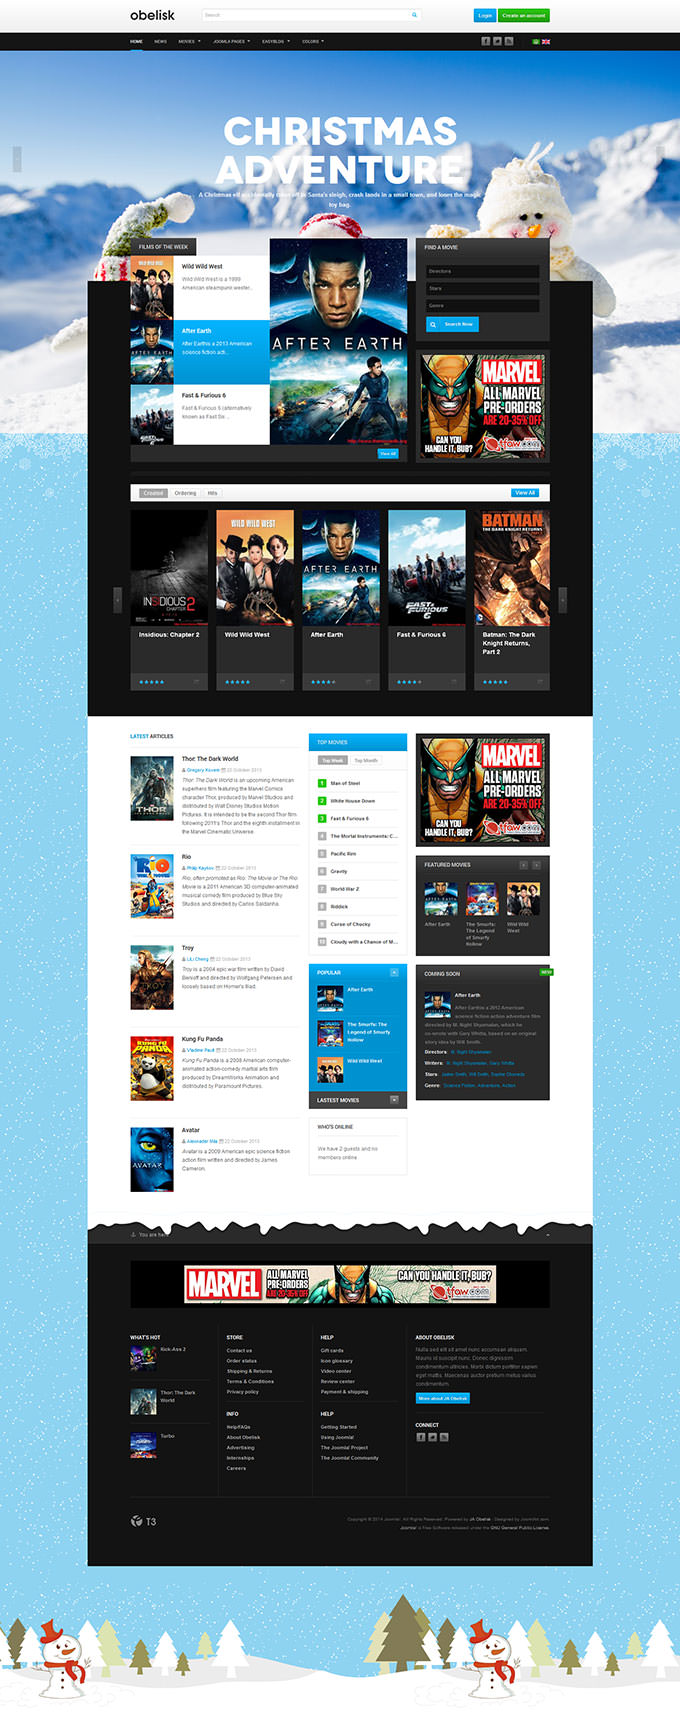 obelisk
Search
Login
Create an account
HOME NEWS MOVIES JOOMLA PAGES EASYBLOG COLORS
CHRISTMAS
ADVENTURE
A Christmas elf accidentally
in Santa's sleigh, crash lands in a small town, and loses the magic
toy bag.
FILMS OF THE WEEK
Wild Wild West
Wild Wild West is a 1999
American steampunk wester...
After Earth
After Earthis a 2013 American
science fiction acti...
Fast & Furious 6
Fast & Furious 6 (alternatively
known as Fast Six ...
AFTER EARTH
View All
FIND A MOVIE
Directors
Stars
Genre
Search Now
MARVEL
ALL MARVEL
PRE-ORDERS
ARE 20-35% OFF
CAN YOU
HANDLE IT, BUB?
tfaw.com
Created Ordering Hits
View All
INSIDIOUS
CHAPTER 2
WILD WILD WEST
AFTER EARTH
FAST & FURIOUS
6
BATMAN
THE DARK KNIGHT
RETURNS
Insidious: Chapter 2
Wild Wild West
After Earth
Fast & Furious 6
Batman: The Dark
Knight Returns,
Part 2
LATEST ARTICLES
Thor: The Dark World
Gregory Kovem 22 October 2013
Thor: The Dark World is an upcoming American
superhero film featuring the Marvel Comics
character Thor, produced by Marvel Studios and
distributed by Walt Disney Studios Motion
Pictures. It is intended to be the second Thor film
following 2011's Thor and the eighth installment in
the Marvel Cinematic Universe.
Rio
Philip Kaykov 22 October 2013
Rio, often promoted as Rio: The Movie or The Rio
Movie is a 2011 American 3D computer-animated
musical comedy film produced by Blue Sky
Studios and directed by Carlos Saldanha.
Troy
LiLi Cheng 22 October 2013
Troy is a 2004 epic war film written by David
Benioff and directed by Wolfgang Petersen and
loosely based on Homer's Iliad.
Kung Fu Panda
Vladine Paull 22 October 2013
Kung Fu Panda is a 2008 American computer-
animated action-comedy martial arts film
produced by DreamWorks Animation and
distributed by Paramount Pictures.
Avatar
Alexander Mla 22 October 2013
Avatar is a 2009 American epic science fiction
action film written and directed by James
Cameron.
THOR
RIO
TROY
KUNG FU
PANDA
AVATAR
TOP MOVIES
Top Week Top Month
1 Man of Steel
2 White House Down
3 Fast & Furious 6
4 The Mortal Instruments: C...
5 Pacific Rim
6 Gravity
7 World War Z
8 Riddick
9 Curse of Chucky
10 Cloudy with a Chance of M...
POPULAR
After Earth
The Smurfs: The
Legend of Smurfy
Hollow
Wild Wild West
LASTEST MOVIES
WHO'S ONLINE
We have 2 guests and no
members online
MARVEL
ALL MARVEL
PRE-ORDERS
ARE 20-35% OFF
CAN YOU
HANDLE IT, BUB?
tfaw.com
FEATURED MOVIES
After Earth
The Smurfs:
The Legend
of Smurfy
Hollow
Wild Wild
West
COMING SOON
NEW
After Earth
After Earthis a 2013 American
science fiction action adventure film
directed by M. Night Shyamalan, which he
co-wrote with Gary Whitta, based on an original
story idea by Will Smith.
Directors: M. Night Shyamalan
Writers: M. Night Shyamalan, Gary Whitta
Stars: Jaden Smith, Will Smith, Sophie Okonedo
Genre: Science Fiction, Adventure, Action
You are here
MARVEL
ALL MARVEL
PRE-ORDERS
ARE 20-35% OFF
CAN YOU HANDLE IT, BUB?
tfaw.com
WHAT'S HOT
Kick-Ass 2
Thor: The Dark
World
Turbo
STORE
Contact us
Order status
Shipping & Returns
Terms & Conditions
Privacy policy
INFO
Help/FAQs
About Obelisk
Advertising
Internships
Careers
HELP
Gift cards
Icon glossary
Video center
Review center
Payment & shipping
HELP
Getting Started
Using Joomla!
The Joomla! Project
The Joomla! Community
ABOUT OBELISK
Nulla sed elit sit amet nunc accumsan aliquam.
Mauris id suscipit nunc. Donec dignissim
condimentum ultricies. Morbi dictum porttitor sapien
eget mattis. Maecenas auctor pretium metus varius
condimentum.
More about JA Obelisk
CONNECT
T3
Copyright © 2014 Joomla!. All Rights Reserved. Powered by JA Obelisk - Designed by JoomlArt.com.
Joomla! is Free Software released under the GNU General Public License.